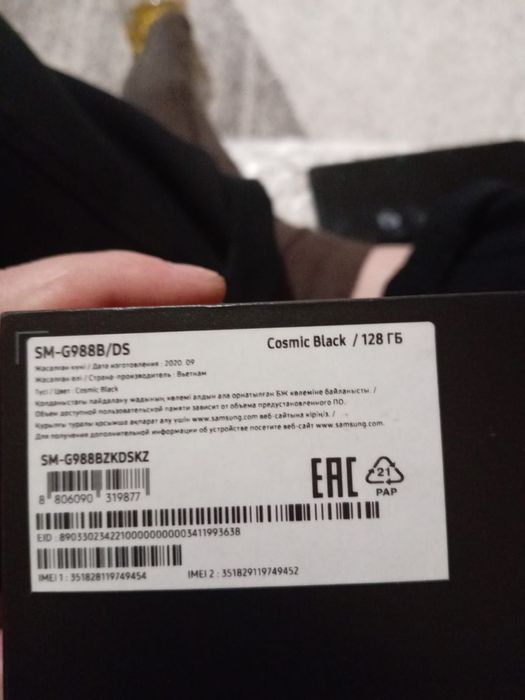 SM-G988B/DS
Cosmic Black / 128 ГБ
Жасалған күні / Дата изготовления : 2020. 09
Жасалған елі / Страна-производитель : Вьетнам
Түсі / Цвет : Cosmic Black
Қолданыстағы пайдалану жадының көлемі алдын ала орнатылған БЖ көлеміне байланысты. /
Объем доступной пользовательской памяти зависит от объема предустановленного ПО.
Құрылғы туралы қосымша ақпарат алу үшін www.samsung.com веб-сайтына кіріңіз. /
Для получения дополнительной информации об устройстве посетите веб-сайт www.samsung.com.
SM-G988BZKDSKZ
8 806090 319877
EAC
21
PAP
EID : 89033023422100000000003411993638
IMEI 1 : 351828119749454
IMEI 2 : 351829119749452